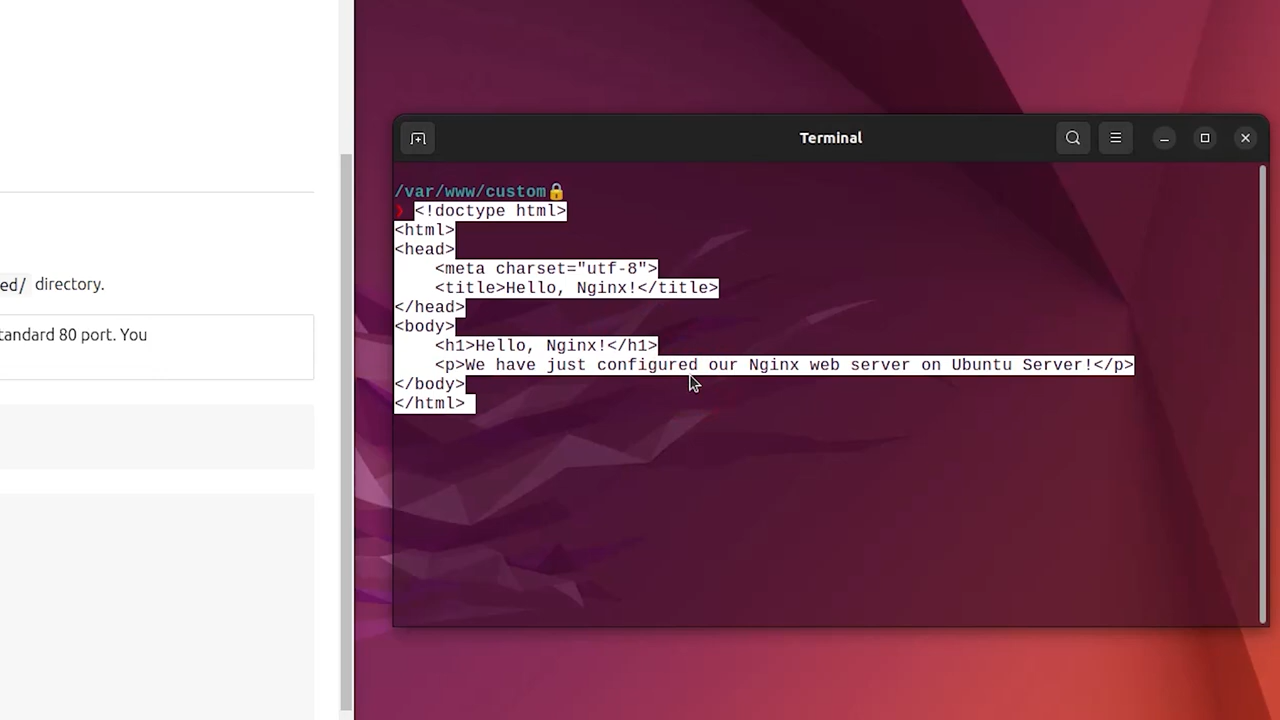 ed/ directory.
tandard 80 port. You
Terminal
/var/www/custom
❯ <!doctype html>
<html>
<head>
    <meta charset="utf-8">
    <title>Hello, Nginx!</title>
</head>
<body>
    <h1>Hello, Nginx!</h1>
    <p>We have just configured our Nginx web server on Ubuntu Server!</p>
</body>
</html>